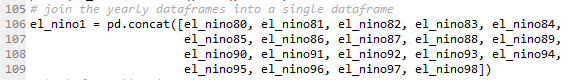 105 # join the yearly dataframes into a single dataframe
106 el_nino1 = pd.concat([el_nino80, el_nino81, el_nino82, el_nino83, el_nino84,
107 el_nino85, el_nino86, el_nino87, el_nino88, el_nino89,
108 el_nino90, el_nino91, el_nino92, el_nino93, el_nino94,
109 el_nino95, el_nino96, el_nino97, el_nino98])